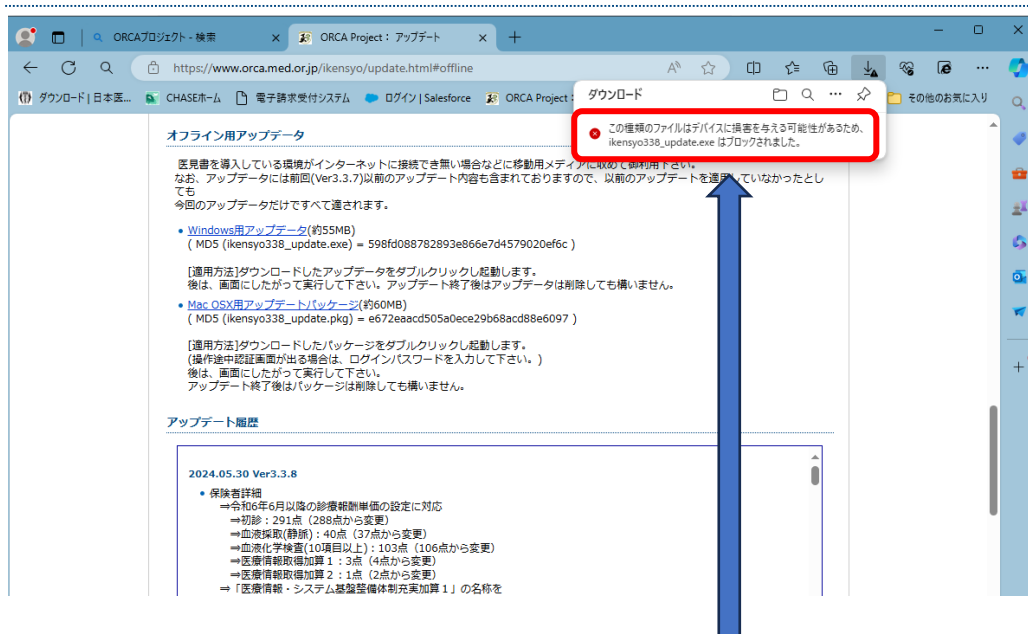 ORCAプロジェクト - 検索
ORCA Project : アップデート
https://www.orca.med.or.jp/ikensyo/update.html#offline
ダウンロード | 日本医...
CHASEホーム
電子請求受付システム
ログイン | Salesforce
ORCA Project :
その他のお気に入り
ダウンロード
この種類のファイルはデバイスに損害を与える可能性があるため、
ikensyo338_update.exe はブロックされました。
オフライン用アップデータ
医見書を導入している環境がインターネットに接続でき無い場合などに移動用メディアに収めて御利用下さい。
なお、アップデータには前回(Ver3.3.7)以前のアップデート内容も含まれておりますので、以前のアップデートを適用していなかったとし
ても
今回のアップデータだけですべて適されます。
• Windows用アップデータ(約55MB)
( MD5 (ikensyo338_update.exe) = 598fd088782893e866e7d4579020ef6c )
[適用方法]ダウンロードしたアップデータをダブルクリックし起動します。
後は、画面にしたがって実行して下さい。アップデート終了後はアップデータは削除しても構いません。
• Mac OSX用アップデートパッケージ(約60MB)
( MD5 (ikensyo338_update.pkg) = e672eaacd505a0ece29b68acd88e6097 )
[適用方法]ダウンロードしたパッケージをダブルクリックし起動します。
(操作途中認証画面が出る場合は、ログインパスワードを入力して下さい。)
後は、画面にしたがって実行して下さい。
アップデート終了後はパッケージは削除しても構いません。
アップデート履歴
2024.05.30 Ver3.3.8
• 保険者詳細
⇒令和6年6月以降の診療報酬単価の設定に対応
⇒初診：291点（288点から変更）
⇒血液採取(静脈)：40点（37点から変更）
⇒血液化学検査(10項目以上)：103点（106点から変更）
⇒医療情報取得加算１：3点（4点から変更）
⇒医療情報取得加算２：1点（2点から変更）
⇒「医療情報・システム基盤整備体制充実加算１」の名称を